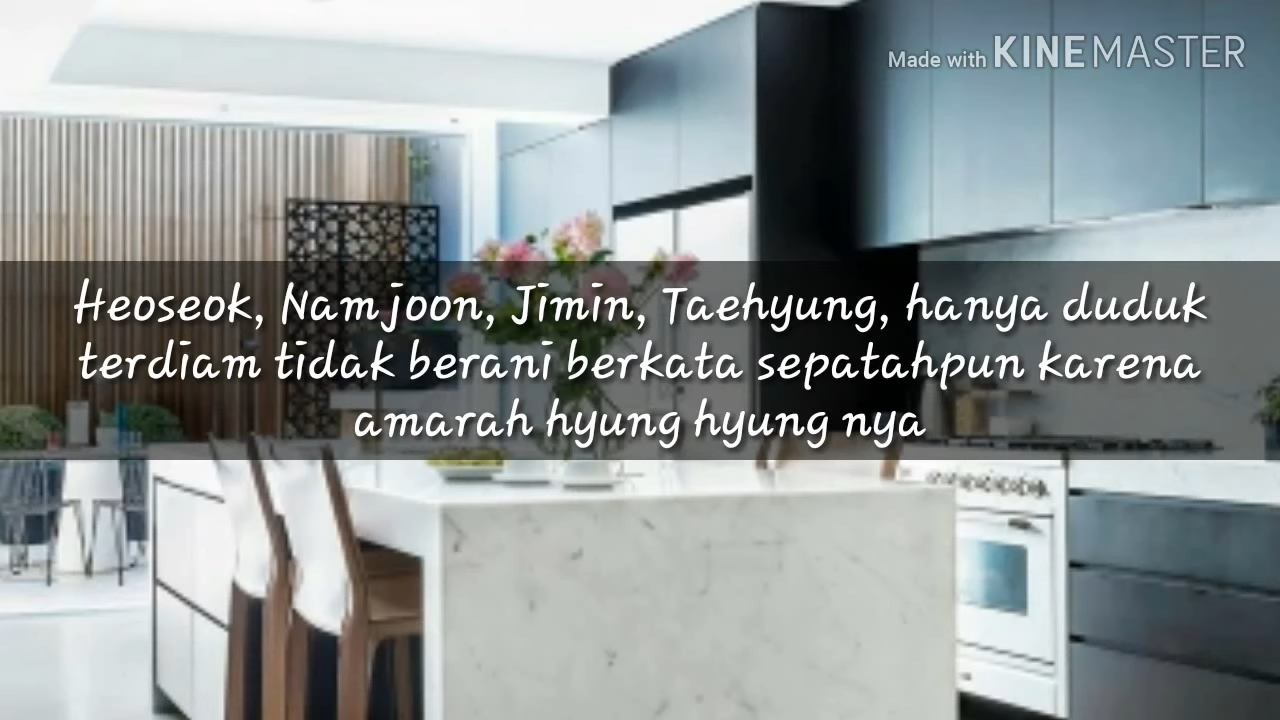 Made with KINEMASTER
Heoseok, Namjoon, Jimin, Taehyung, hanya duduk
terdiam tidak berani berkata sepatahpun karena
amarah hyung hyung nya